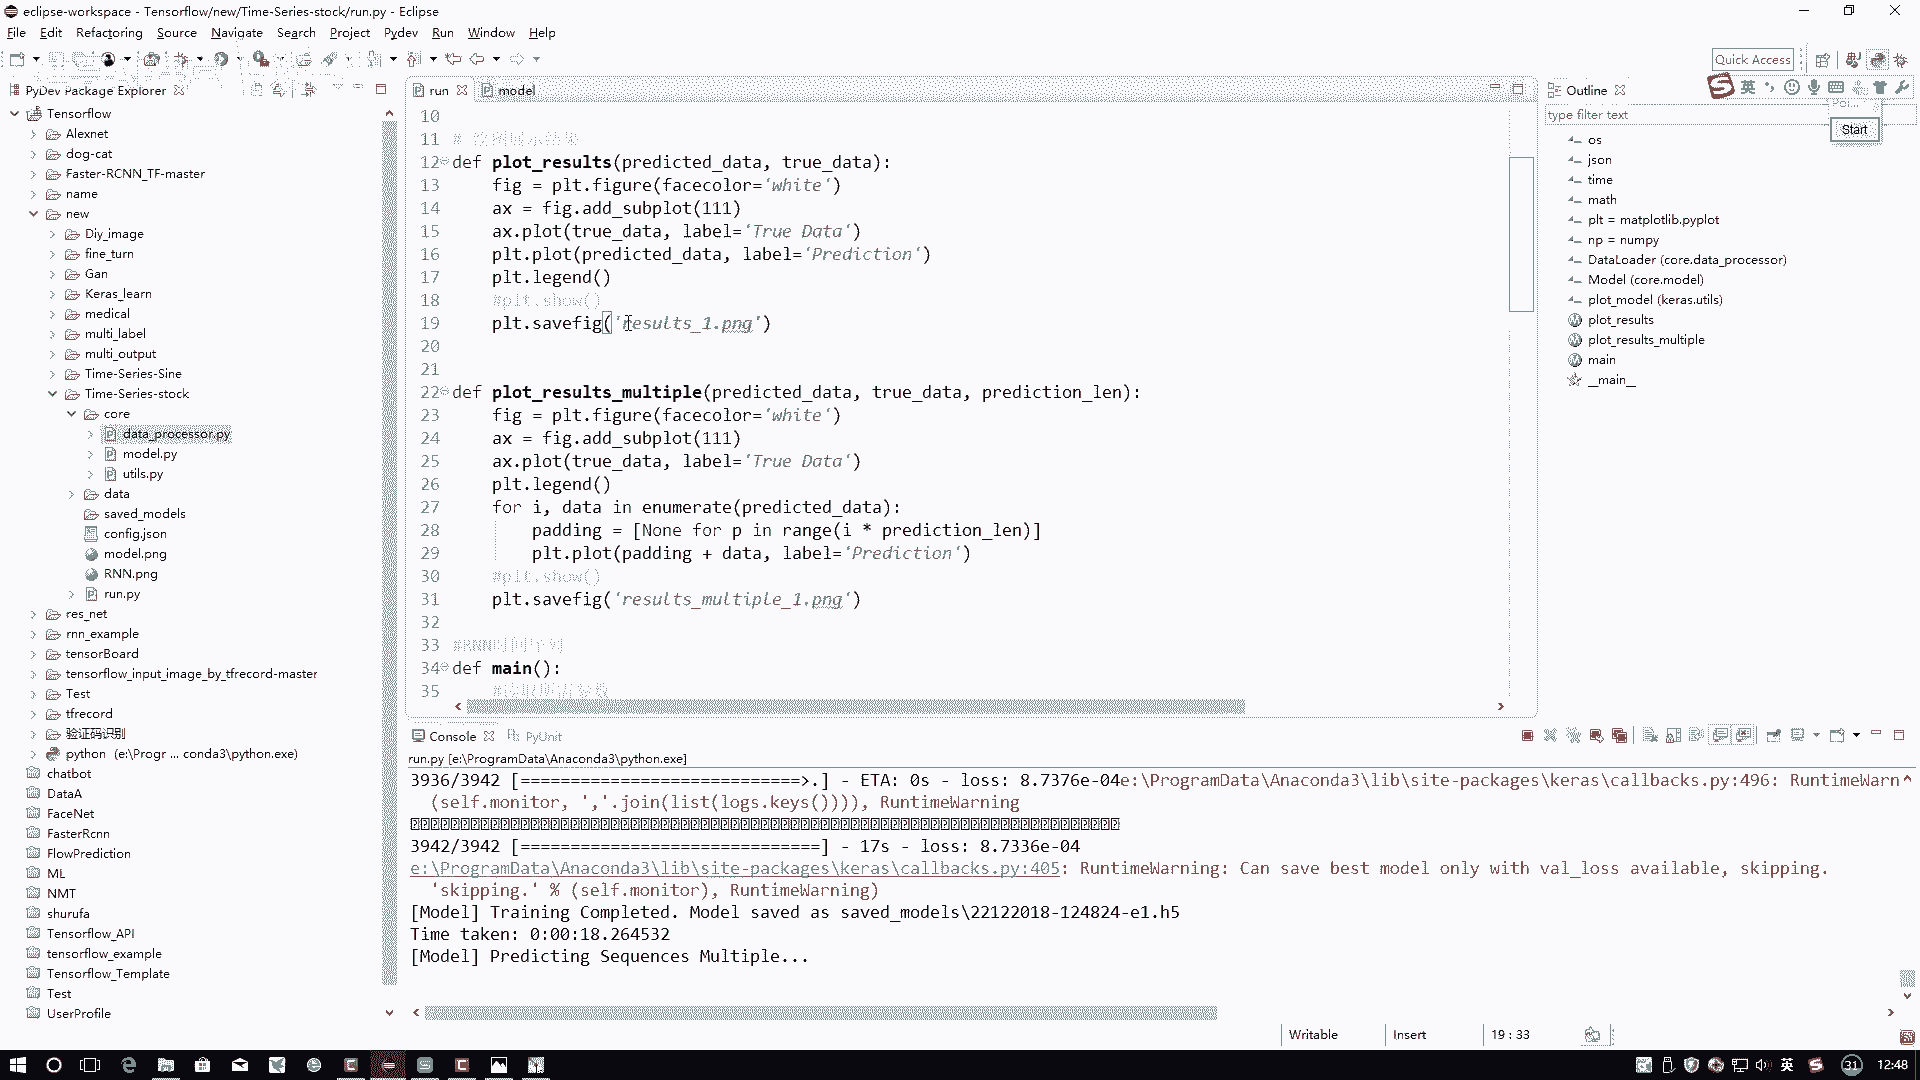 eclipse-workspace - Tensorflow/new/Time-Series-stock/run.py - Eclipse
File Edit Refactoring Source Navigate Search Project Pydev Run Window Help
Quick Access
PyDev Package Explorer
Tensorflow
Alexnet
dog-cat
Faster-RCNN_TF-master
name
new
Diy_image
fine_turn
Gan
Keras_learn
medical
multi_label
multi_output
Time-Series-Sine
Time-Series-stock
core
data_processor.py
model.py
utils.py
data
saved_models
config.json
model.png
RNN.png
run.py
res_net
rnn_example
tensorBoard
tensorflow_input_image_by_tfrecord-master
Test
tfrecord
验证码识别
python (e:\Progr ... conda3\python.exe)
chatbot
DataA
FaceNet
FasterRcnn
FlowPrediction
ML
NMT
shurufa
Tensorflow_API
tensorflow_example
Tensorflow_Template
Test
UserProfile
run model
10
11 #
12 def plot_results(predicted_data, true_data):
13 fig = plt.figure(facecolor='white')
14 ax = fig.add_subplot(111)
15 ax.plot(true_data, label='True Data')
16 plt.plot(predicted_data, label='Prediction')
17 plt.legend()
18 #plt.show()
19 plt.savefig('results_1.png')
20
21
22 def plot_results_multiple(predicted_data, true_data, prediction_len):
23 fig = plt.figure(facecolor='white')
24 ax = fig.add_subplot(111)
25 ax.plot(true_data, label='True Data')
26 plt.legend()
27 for i, data in enumerate(predicted_data):
28 padding = [None for p in range(i * prediction_len)]
29 plt.plot(padding + data, label='Prediction')
30 #plt.show()
31 plt.savefig('results_multiple_1.png')
32
33 #RNN
34 def main():
35
Outline
英
type filter text
Start
os
json
time
math
plt = matplotlib.pyplot
np = numpy
DataLoader (core.data_processor)
Model (core.model)
plot_model (keras.utils)
plot_results
plot_results_multiple
main
__main__
Console PyUnit
run.py [e:\ProgramData\Anaconda3\python.exe]
3936/3942 [============================>.] - ETA: 0s - loss: 8.7376e-04e:\ProgramData\Anaconda3\lib\site-packages\keras\callbacks.py:496: RuntimeWarn
(self.monitor, ','.join(list(logs.keys()))), RuntimeWarning
3942/3942 [==============================] - 17s - loss: 8.7336e-04
e:\ProgramData\Anaconda3\lib\site-packages\keras\callbacks.py:405: RuntimeWarning: Can save best model only with val_loss available, skipping.
'skipping.' % (self.monitor), RuntimeWarning)
[Model] Training Completed. Model saved as saved_models\22122018-124824-e1.h5
Time taken: 0:00:18.264532
[Model] Predicting Sequences Multiple...
Writable Insert 19 : 33
英 31 12:48